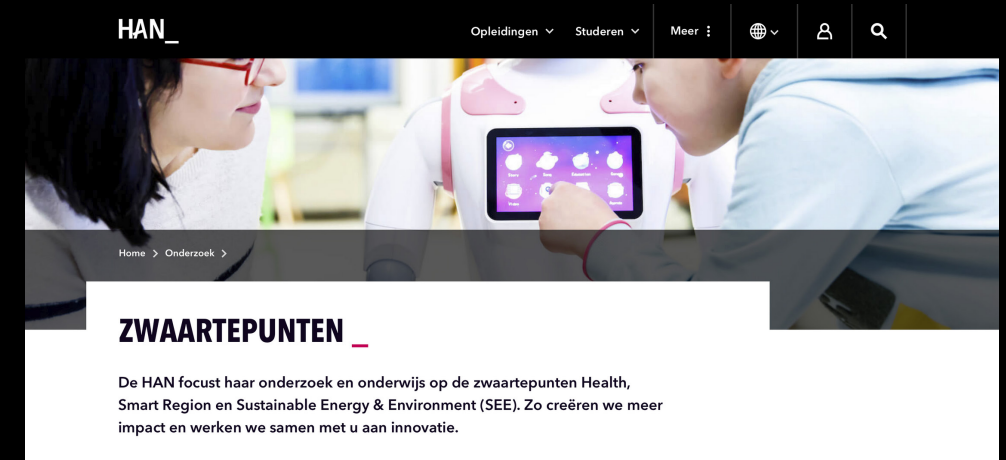 HAN_
Opleidingen
Studeren
Meer
Home
Onderzoek
ZWAARTEPUNTEN _
De HAN focust haar onderzoek en onderwijs op de zwaartepunten Health,
Smart Region en Sustainable Energy & Environment (SEE). Zo creëren we meer
impact en werken we samen met u aan innovatie.